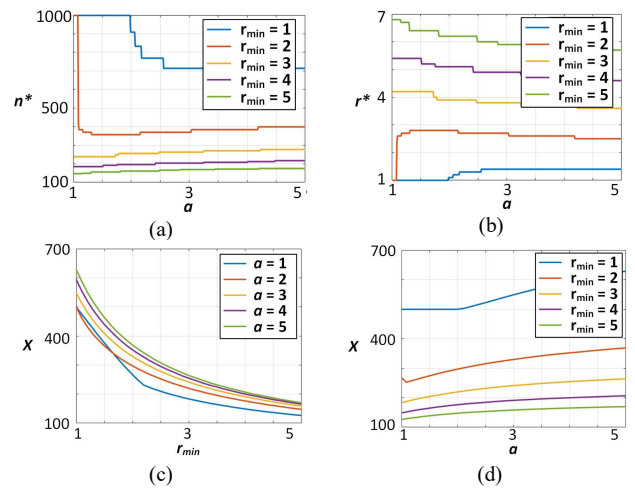 1000
500
100
n*
1
3
5
a
r_min = 1
r_min = 2
r_min = 3
r_min = 4
r_min = 5
(a)
7
4
1
r*
1
3
5
a
r_min = 1
r_min = 2
r_min = 3
r_min = 4
r_min = 5
(b)
700
400
100
X
1
3
5
r_min
a = 1
a = 2
a = 3
a = 4
a = 5
(c)
700
400
100
X
1
3
5
a
r_min = 1
r_min = 2
r_min = 3
r_min = 4
r_min = 5
(d)